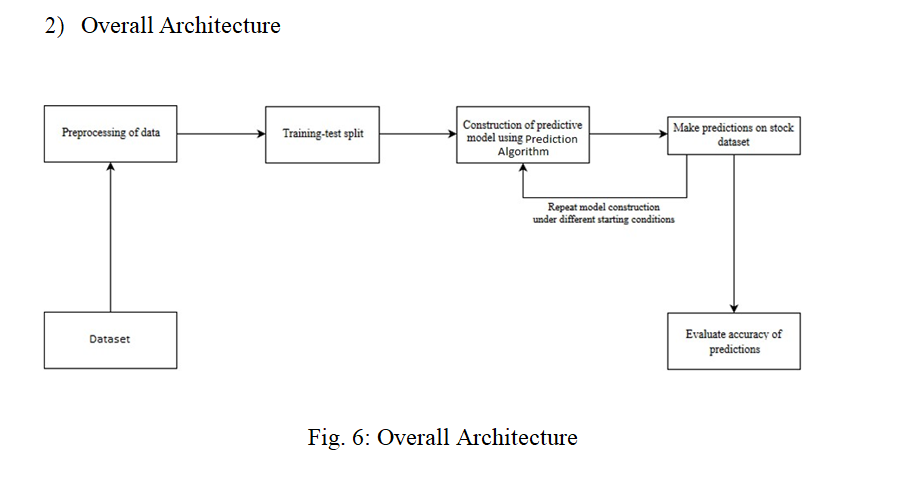 2) Overall Architecture
Preprocessing of data
Training-test split
Construction of predictive
model using Prediction
Algorithm
Make predictions on stock
dataset
Repeat model construction
under different starting conditions
Dataset
Evaluate accuracy of
predictions
Fig. 6: Overall Architecture